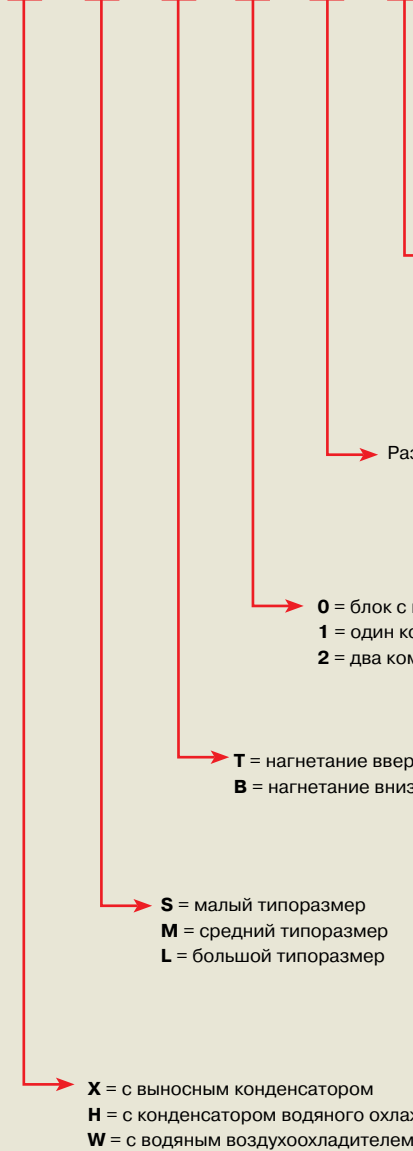 Раз
0 = блок с
1 = один ко
2 = два ком
T = нагнетание ввер
B = нагнетание вниз
S = малый типоразмер
M = средний типоразмер
L = большой типоразмер
X = с выносным конденсатором
H = с конденсатором водяного охла
W = с водяным воздухоохладителем